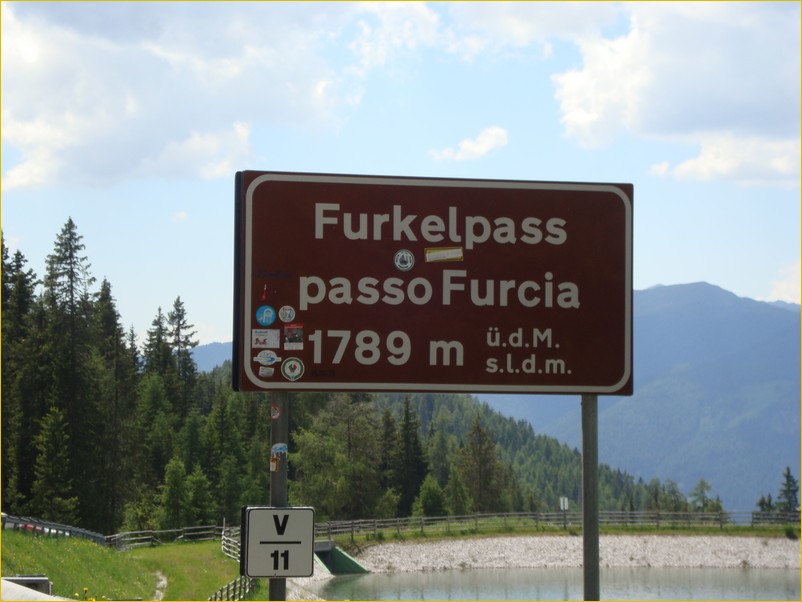 Furkelpass
passo Furcia
1789 m ü.d.M.
s.l.d.m.
V
11